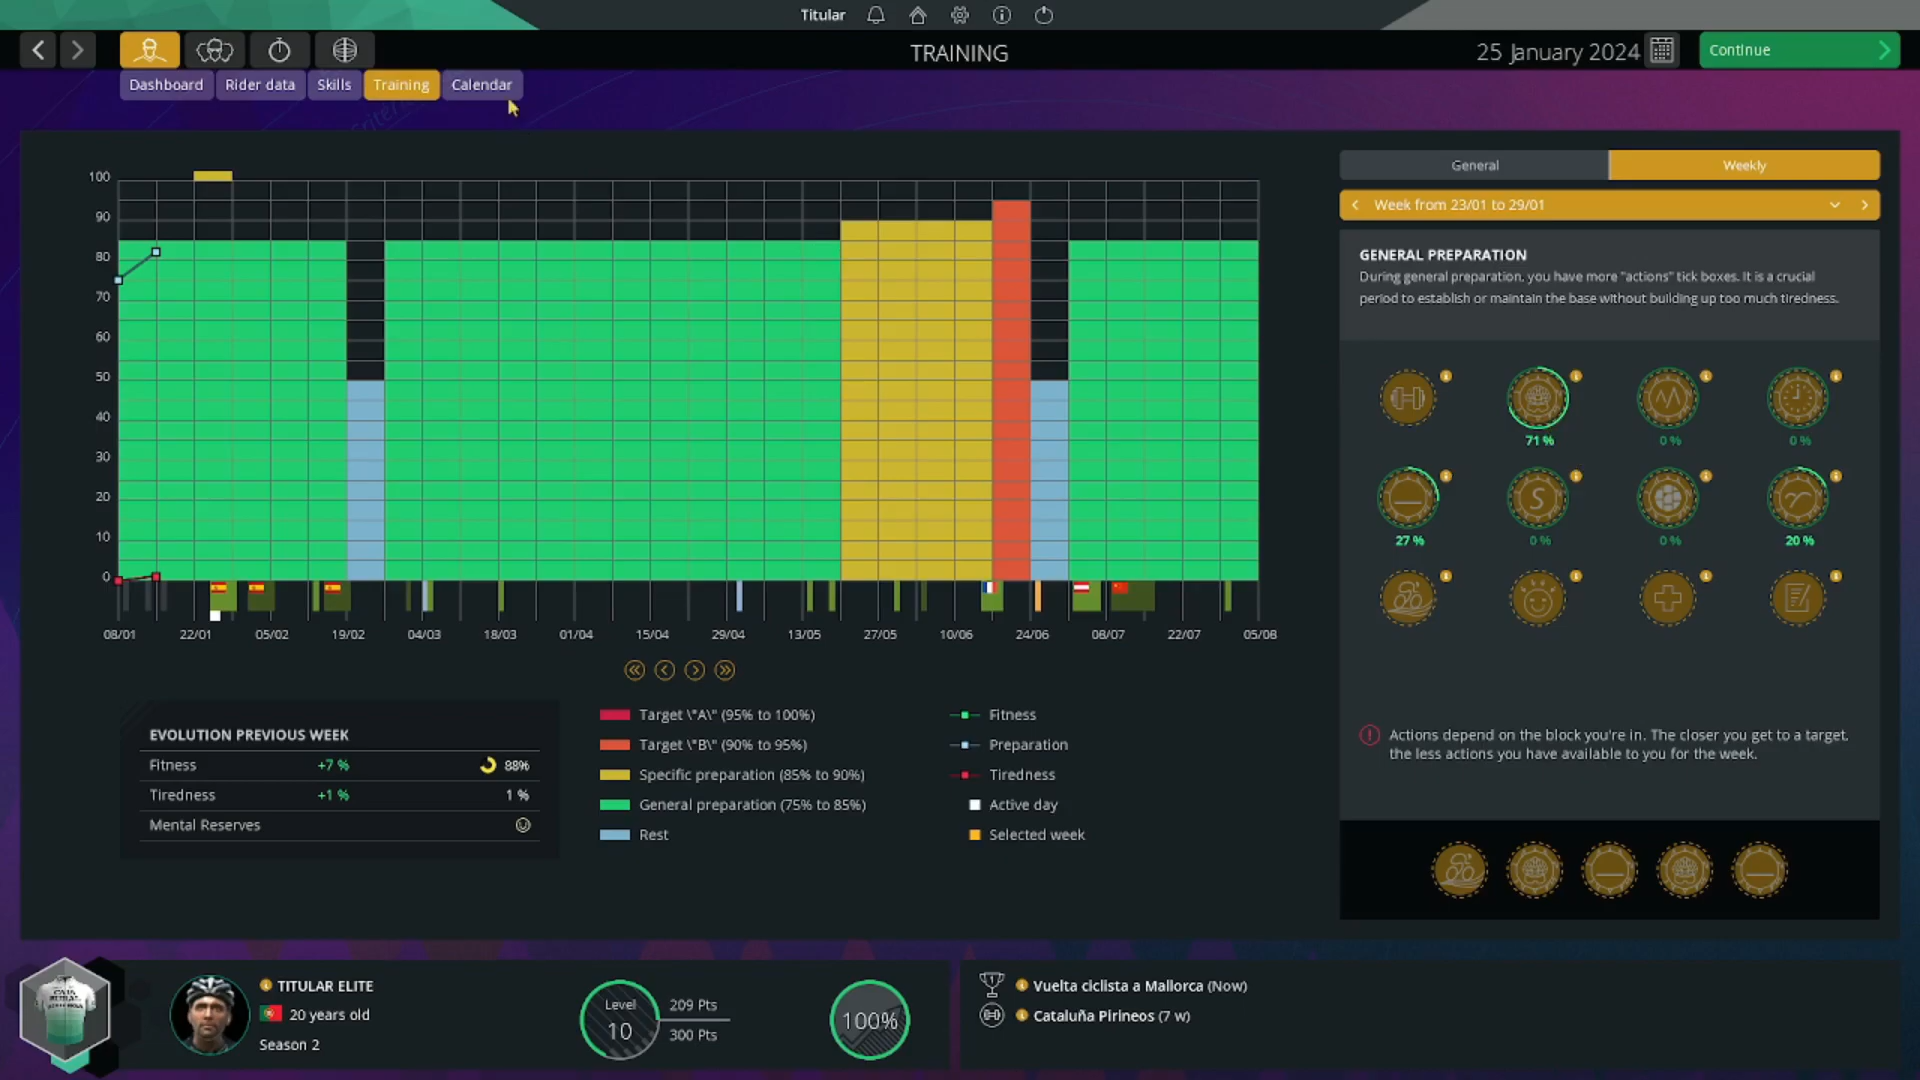 Titular
TRAINING
25 January 2024
Continue
Dashboard
Rider data
Skills
Training
Calendar
General
Weekly
Week from 23/01 to 29/01
GENERAL PREPARATION
During general preparation, you have more "actions" tick boxes. It is a crucial
period to establish or maintain the base without building up too much tiredness.
71 %
0 %
0 %
27 %
0 %
0 %
20 %
Actions depend on the block you're in. The closer you get to a target,
the less actions you have available to you for the week.
100
90
80
70
60
50
40
30
20
10
0
08/01
22/01
05/02
19/02
04/03
18/03
01/04
15/04
29/04
13/05
27/05
10/06
24/06
08/07
22/07
05/08
EVOLUTION PREVIOUS WEEK
Fitness +7 % 88%
Tiredness +1 % 1 %
Mental Reserves
Target \"A\" (95% to 100%)
Target \"B\" (90% to 95%)
Specific preparation (85% to 90%)
General preparation (75% to 85%)
Rest
Fitness
Preparation
Tiredness
Active day
Selected week
TITULAR ELITE
20 years old
Season 2
Level
10
209 Pts
300 Pts
100%
Vuelta ciclista a Mallorca (Now)
Cataluña Pirineos (7 w)